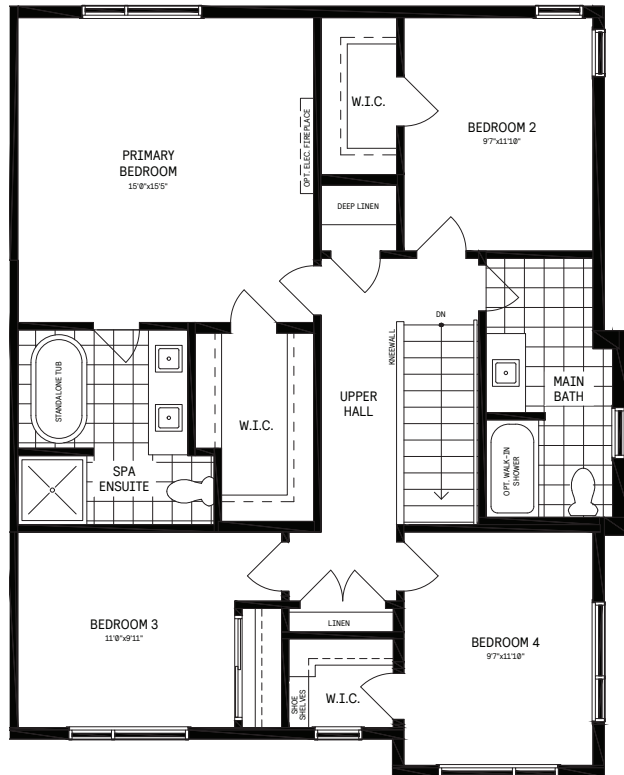 W.I.C.
BEDROOM 2
9'7"x11'10"
PRIMARY
BEDROOM
15'0"x15'5"
OPT. ELEC. FIREPLACE
DEEP LINEN
DN
KNEEWALL
STANDALONE TUB
MAIN
BATH
UPPER
HALL
W.I.C.
SPA
ENSUITE
OPT. WALK-IN
SHOWER
BEDROOM 3
11'0"x9'11"
LINEN
BEDROOM 4
9'7"x11'10"
SHOE
SHELVES
W.I.C.